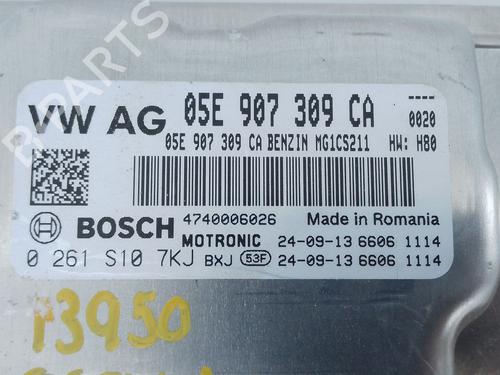 B PARTS
VW AG 05E 907 309 CA 0020
05E 907 309 CA BENZIN MG1CS211 HW: H80
BOSCH 4740006026 Made in Romania
MOTRONIC 24-09-13 6606 1114
0 261 S10 7KJ BXJ 53F 24-09-13 6606 1114
13950